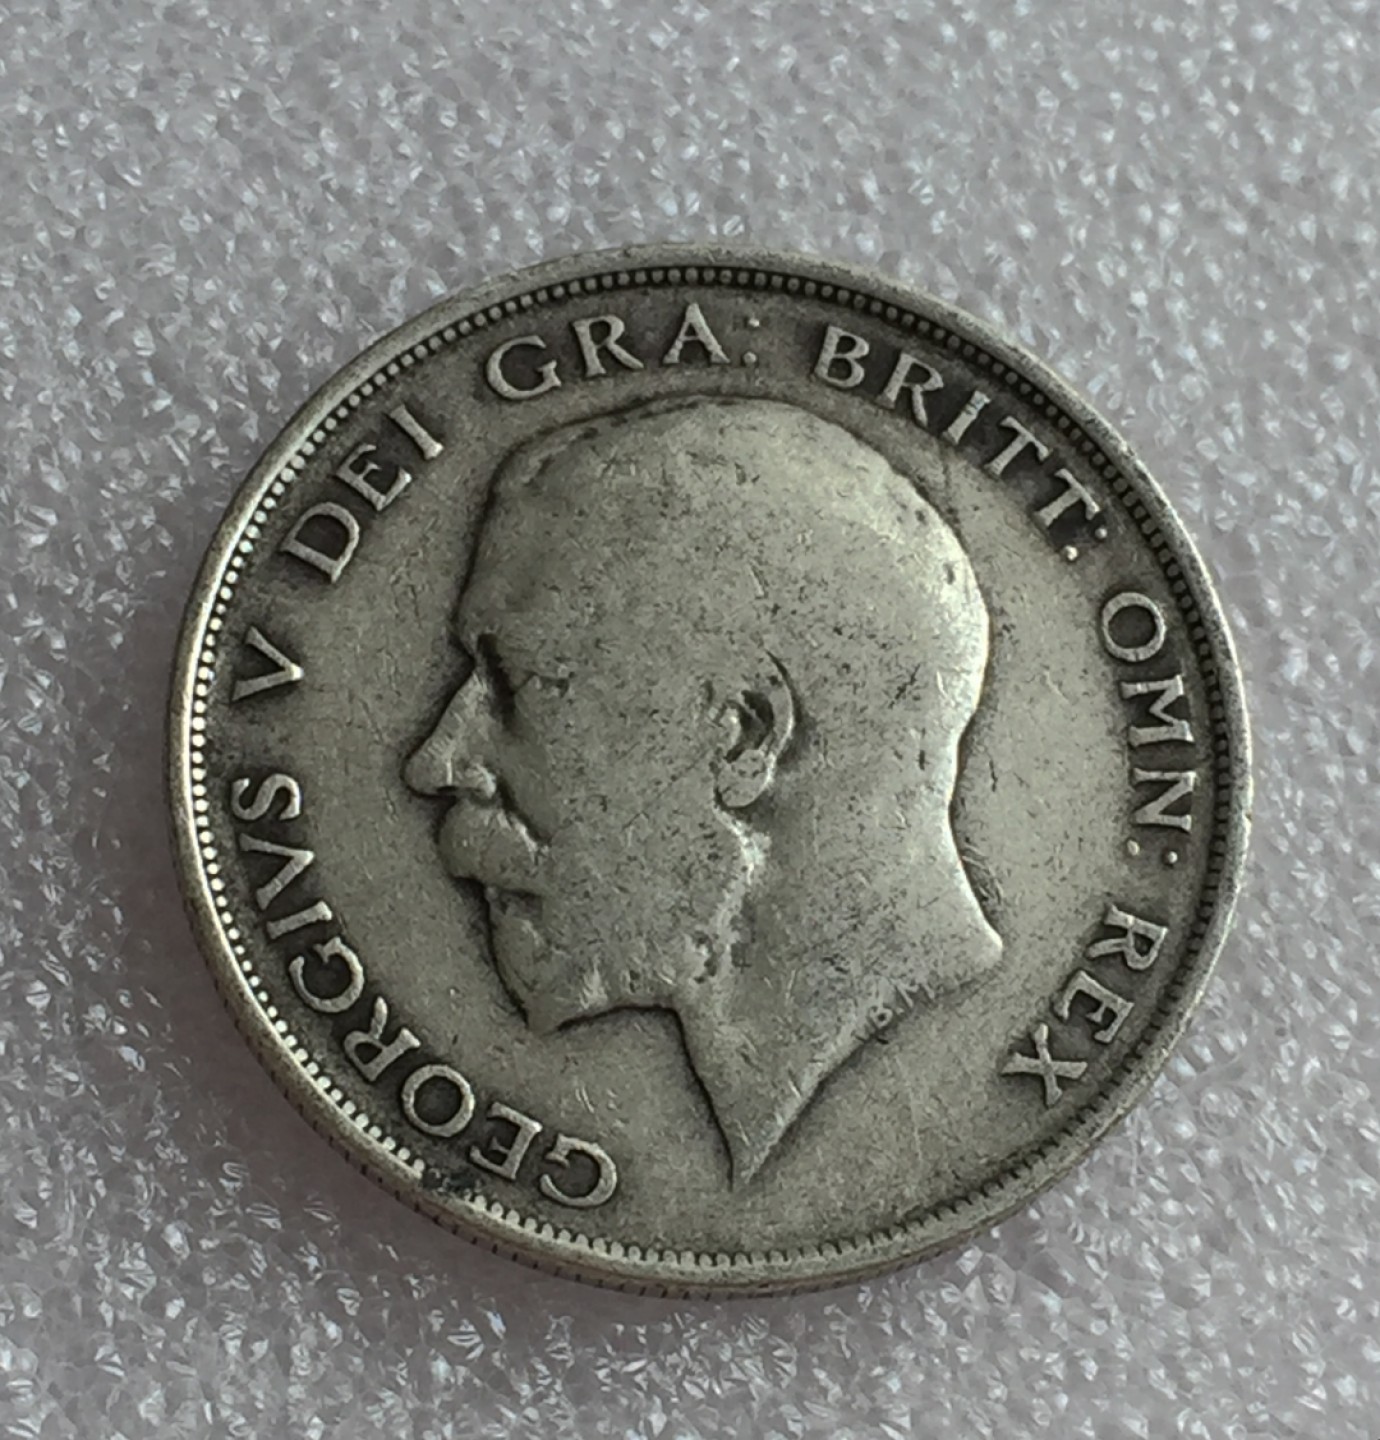 GEORGIVS V DEI GRA: BRITT: OMN: REX
B.M.